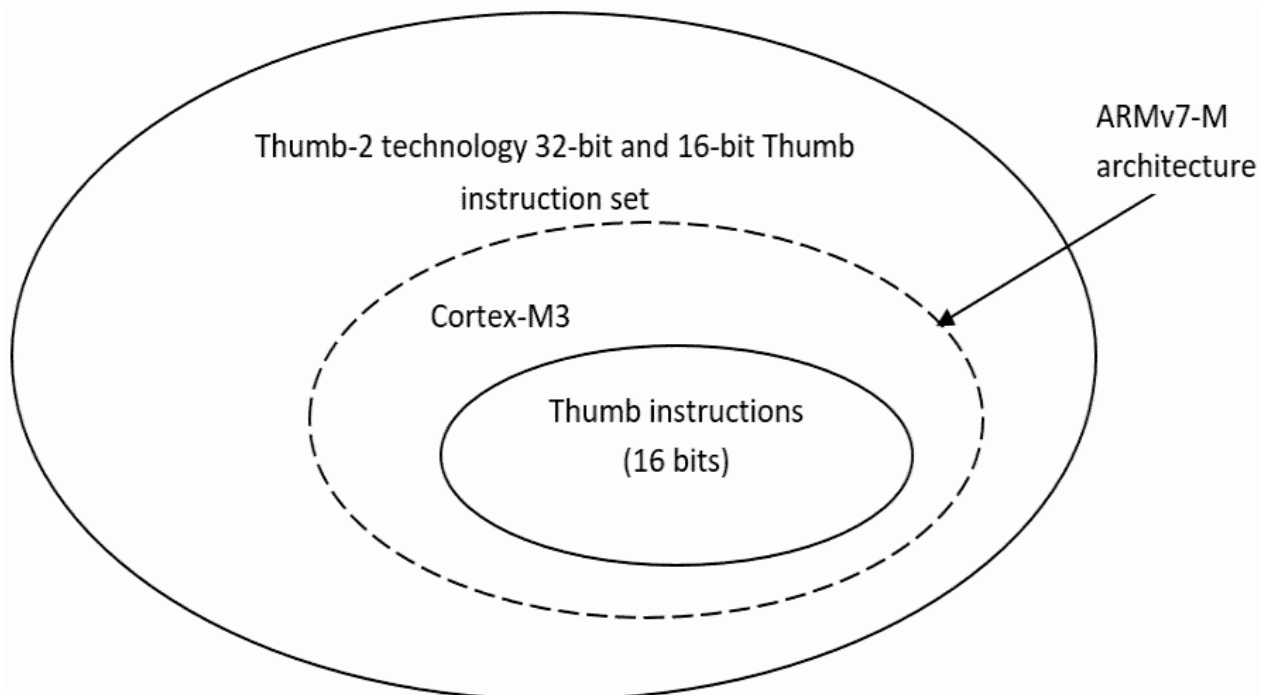 Thumb-2 technology 32-bit and 16-bit Thumb
instruction set
ARMv7-M
architecture
Cortex-M3
Thumb instructions
(16 bits)